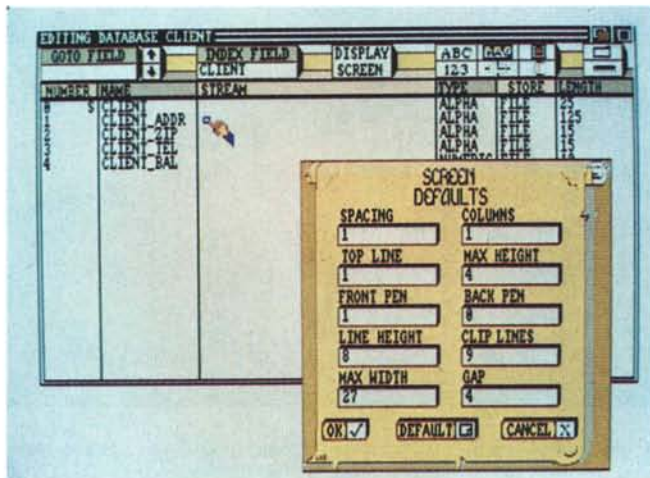 EDITING DATABASE CLIENT
GOTO FIELD
INDEX FIELD
CLIENT
DISPLAY
SCREEN
ABC
123
NUMBER NAME STREAM TYPE STORE LENGTH
0 S CLIENT ALPHA FILE 25
1 CLIENT_ADDR ALPHA FILE 125
2 CLIENT_ZIP ALPHA FILE 15
3 CLIENT_TEL ALPHA FILE 15
4 CLIENT_BAL NUMERIC FILE 10
SCREEN
DEFAULTS
SPACING COLUMNS
1 1
TOP LINE MAX HEIGHT
1 4
FRONT PEN BACK PEN
1 0
LINE HEIGHT CLIP LINES
8 9
MAX WIDTH GAP
27 4
OK DEFAULT CANCEL X